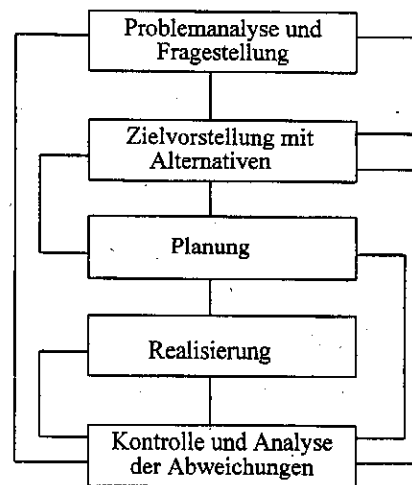 Problemanalyse und
Fragestellung
Zielvorstellung mit
Alternativen
Planung
Realisierung
Kontrolle und Analyse
der Abweichungen